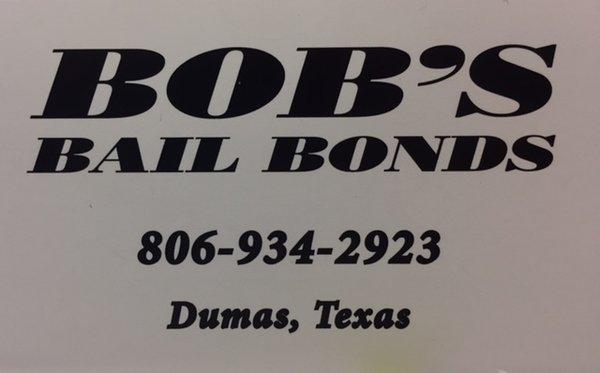 BOB'S
BAIL BONDS
806-934-2923
Dumas, Texas